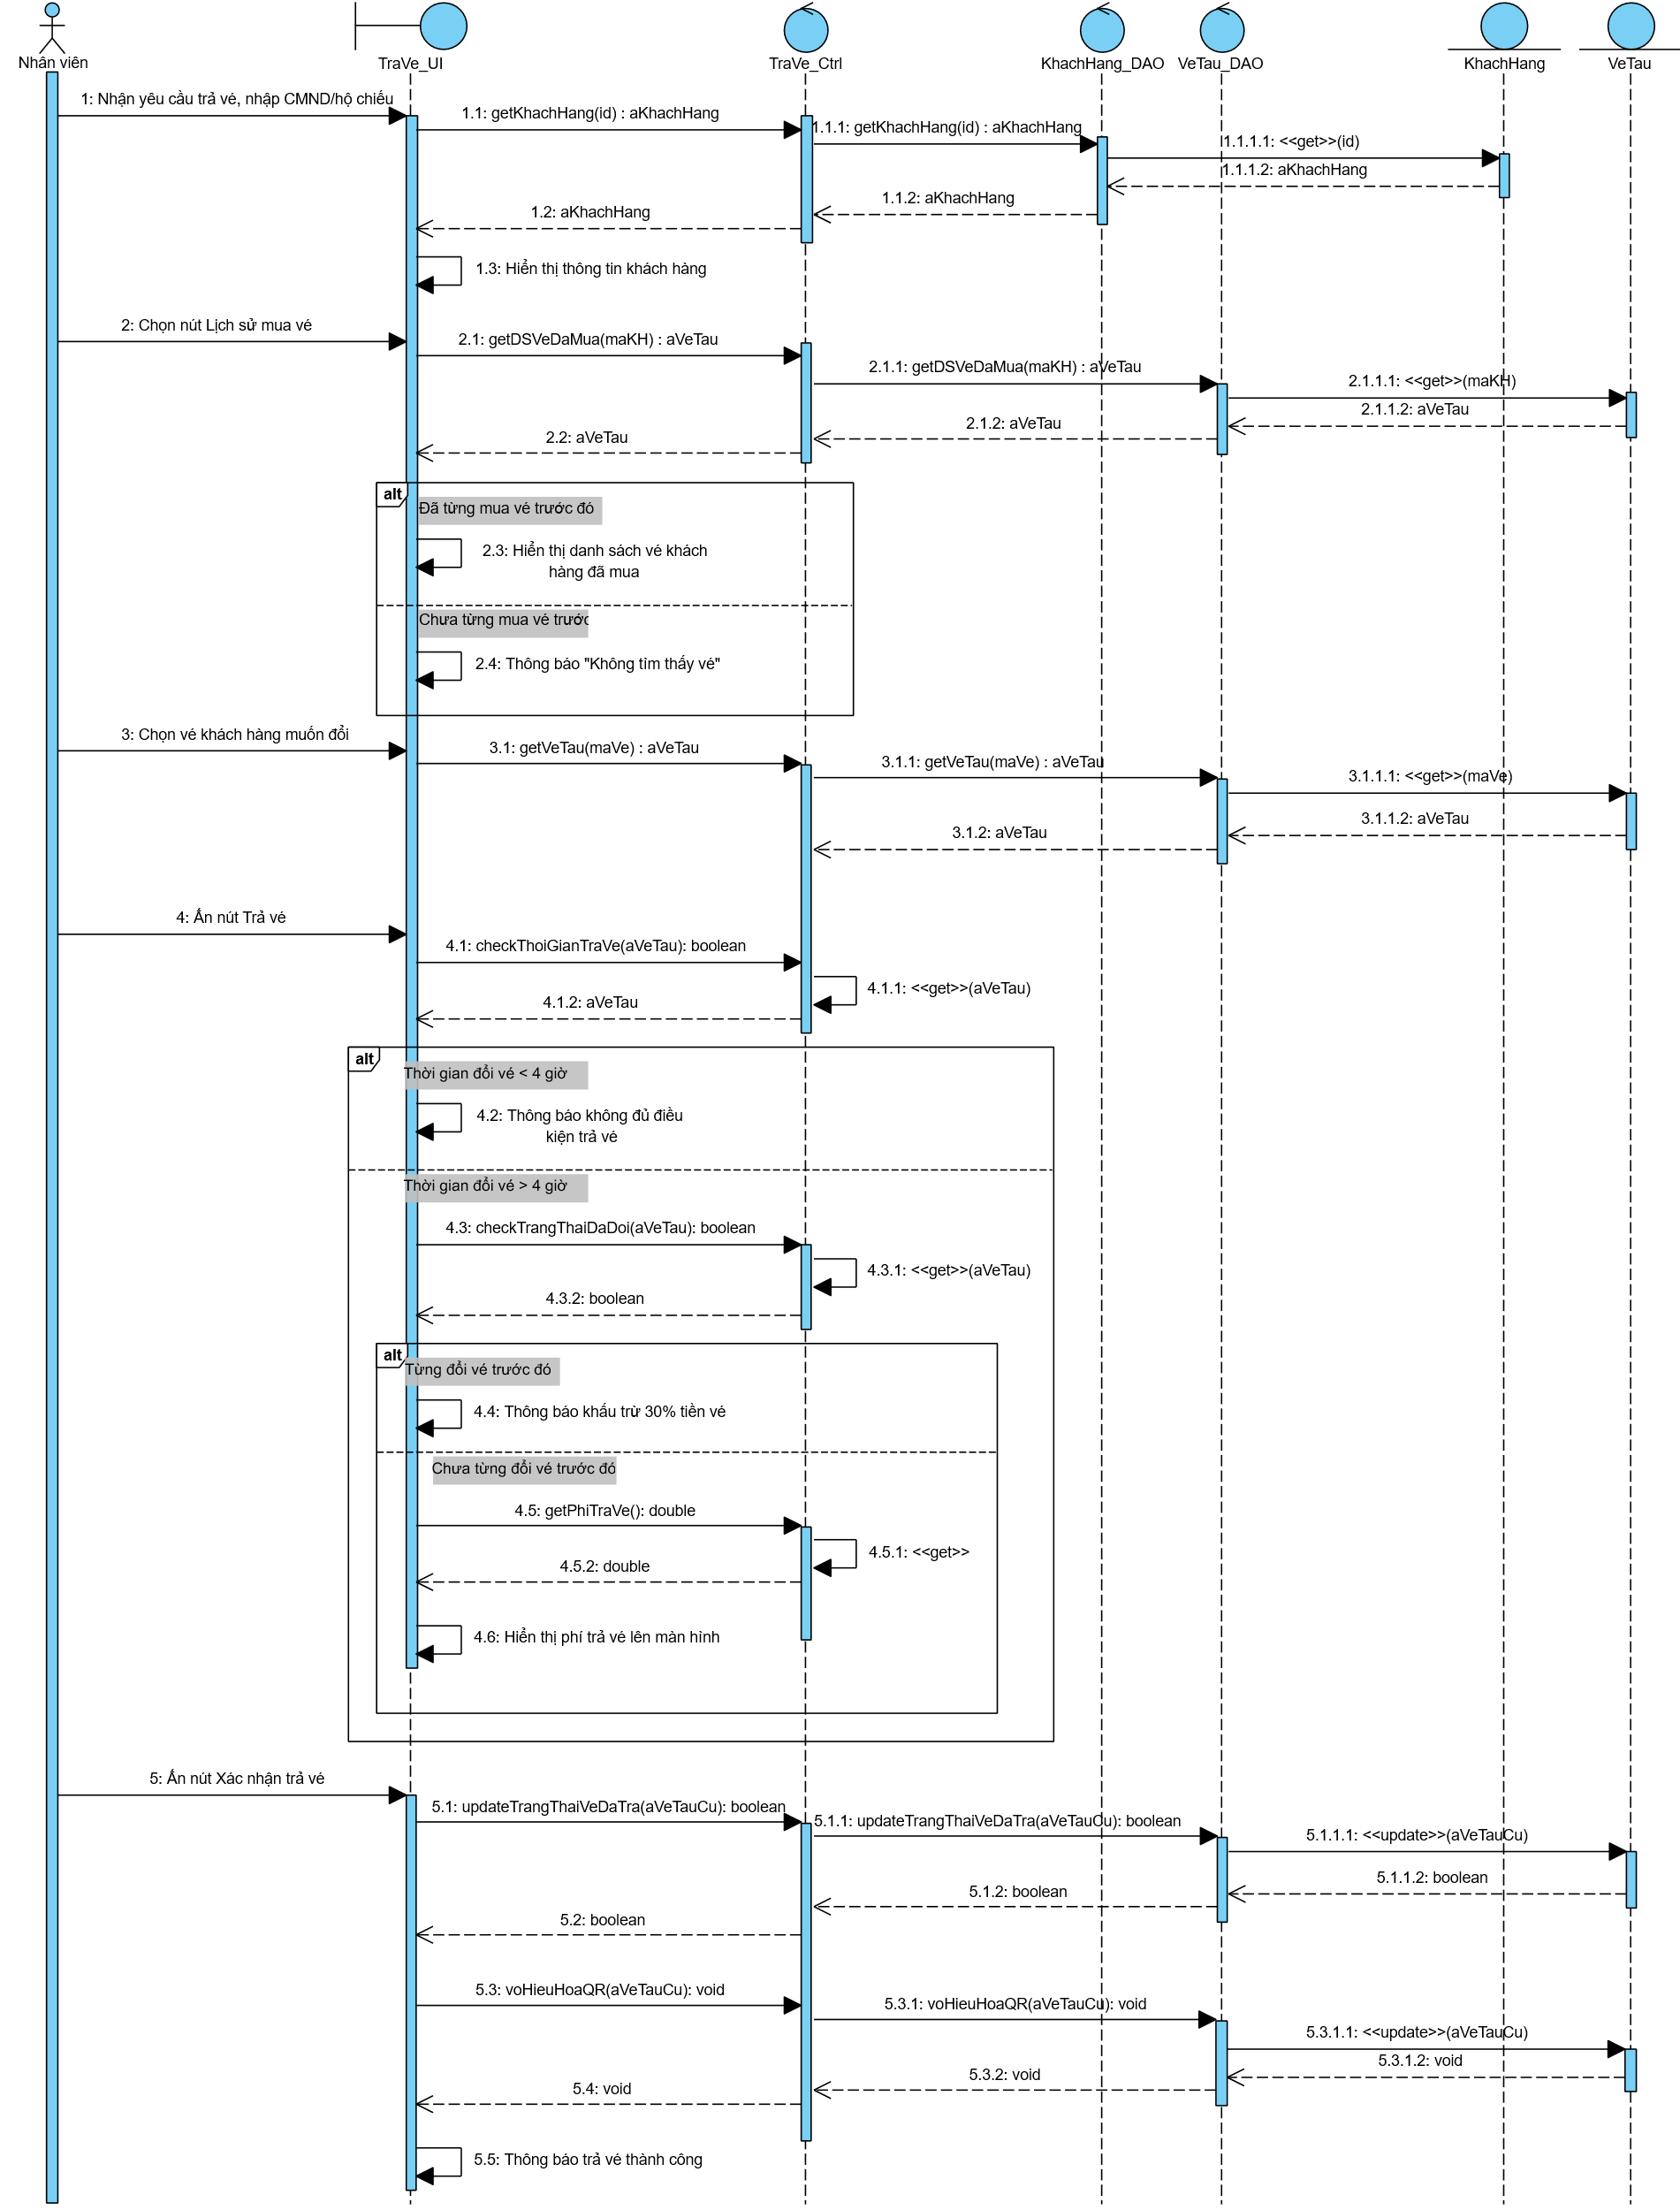 Nhân viên
TraVe_UI
TraVe_Ctrl
KhachHang_DAO
VeTau_DAO
KhachHang
VeTau
1: Nhận yêu cầu trả vé, nhập CMND/hộ chiếu
1.1: getKhachHang(id) : aKhachHang
1.1.1: getKhachHang(id) : aKhachHang
1.1.1.1: <<get>>(id)
1.1.1.2: aKhachHang
1.1.2: aKhachHang
1.2: aKhachHang
1.3: Hiển thị thông tin khách hàng
2: Chọn nút Lịch sử mua vé
2.1: getDSVeDaMua(maKH) : aVeTau
2.1.1: getDSVeDaMua(maKH) : aVeTau
2.1.1.1: <<get>>(maKH)
2.1.1.2: aVeTau
2.1.2: aVeTau
2.2: aVeTau
alt
Đã từng mua vé trước đó
2.3: Hiển thị danh sách vé khách
hàng đã mua
Chưa từng mua vé trước
2.4: Thông báo "Không tìm thấy vé"
3: Chọn vé khách hàng muốn đổi
3.1: getVeTau(maVe) : aVeTau
3.1.1: getVeTau(maVe) : aVeTau
3.1.1.1: <<get>>(maVe)
3.1.1.2: aVeTau
3.1.2: aVeTau
4: Ấn nút Trả vé
4.1: checkThoiGianTraVe(aVeTau): boolean
4.1.1: <<get>>(aVeTau)
4.1.2: aVeTau
alt
Thời gian đổi vé < 4 giờ
4.2: Thông báo không đủ điều
kiện trả vé
Thời gian đổi vé > 4 giờ
4.3: checkTrangThaiDaDoi(aVeTau): boolean
4.3.1: <<get>>(aVeTau)
4.3.2: boolean
alt
Từng đổi vé trước đó
4.4: Thông báo khấu trừ 30% tiền vé
Chưa từng đổi vé trước đó
4.5: getPhiTraVe(): double
4.5.1: <<get>>
4.5.2: double
4.6: Hiển thị phí trả vé lên màn hình
5: Ấn nút Xác nhận trả vé
5.1: updateTrangThaiVeDaTra(aVeTauCu): boolean
5.1.1: updateTrangThaiVeDaTra(aVeTauCu): boolean
5.1.1.1: <<update>>(aVeTauCu)
5.1.1.2: boolean
5.1.2: boolean
5.2: boolean
5.3: voHieuHoaQR(aVeTauCu): void
5.3.1: voHieuHoaQR(aVeTauCu): void
5.3.1.1: <<update>>(aVeTauCu)
5.3.1.2: void
5.3.2: void
5.4: void
5.5: Thông báo trả vé thành công